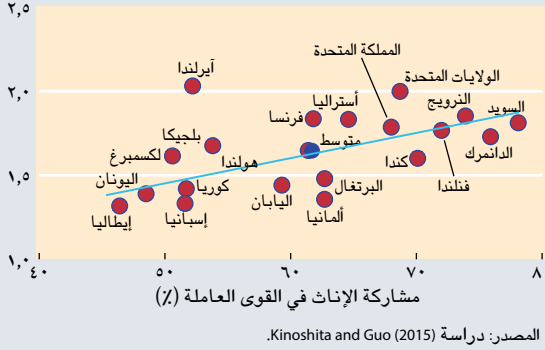 ٢,٥
المملكة المتحدة
آيرلندا
الولايات المتحدة
٢,٠
أستراليا
النرويج
فرنسا
السويد
بلجيكا
متوسط
لكسمبرغ
هولندا
كندا
الدانمرك
١,٥
اليونان
كوريا
اليابان
البرتغال
فنلندا
إيطاليا
إسبانيا
ألمانيا
١,٠
٤٠ ٥٠ ٦٠ ٧٠ ٨
مشاركة الإناث في القوى العاملة (٪)
المصدر: دراسة Kinoshita and Guo (2015).